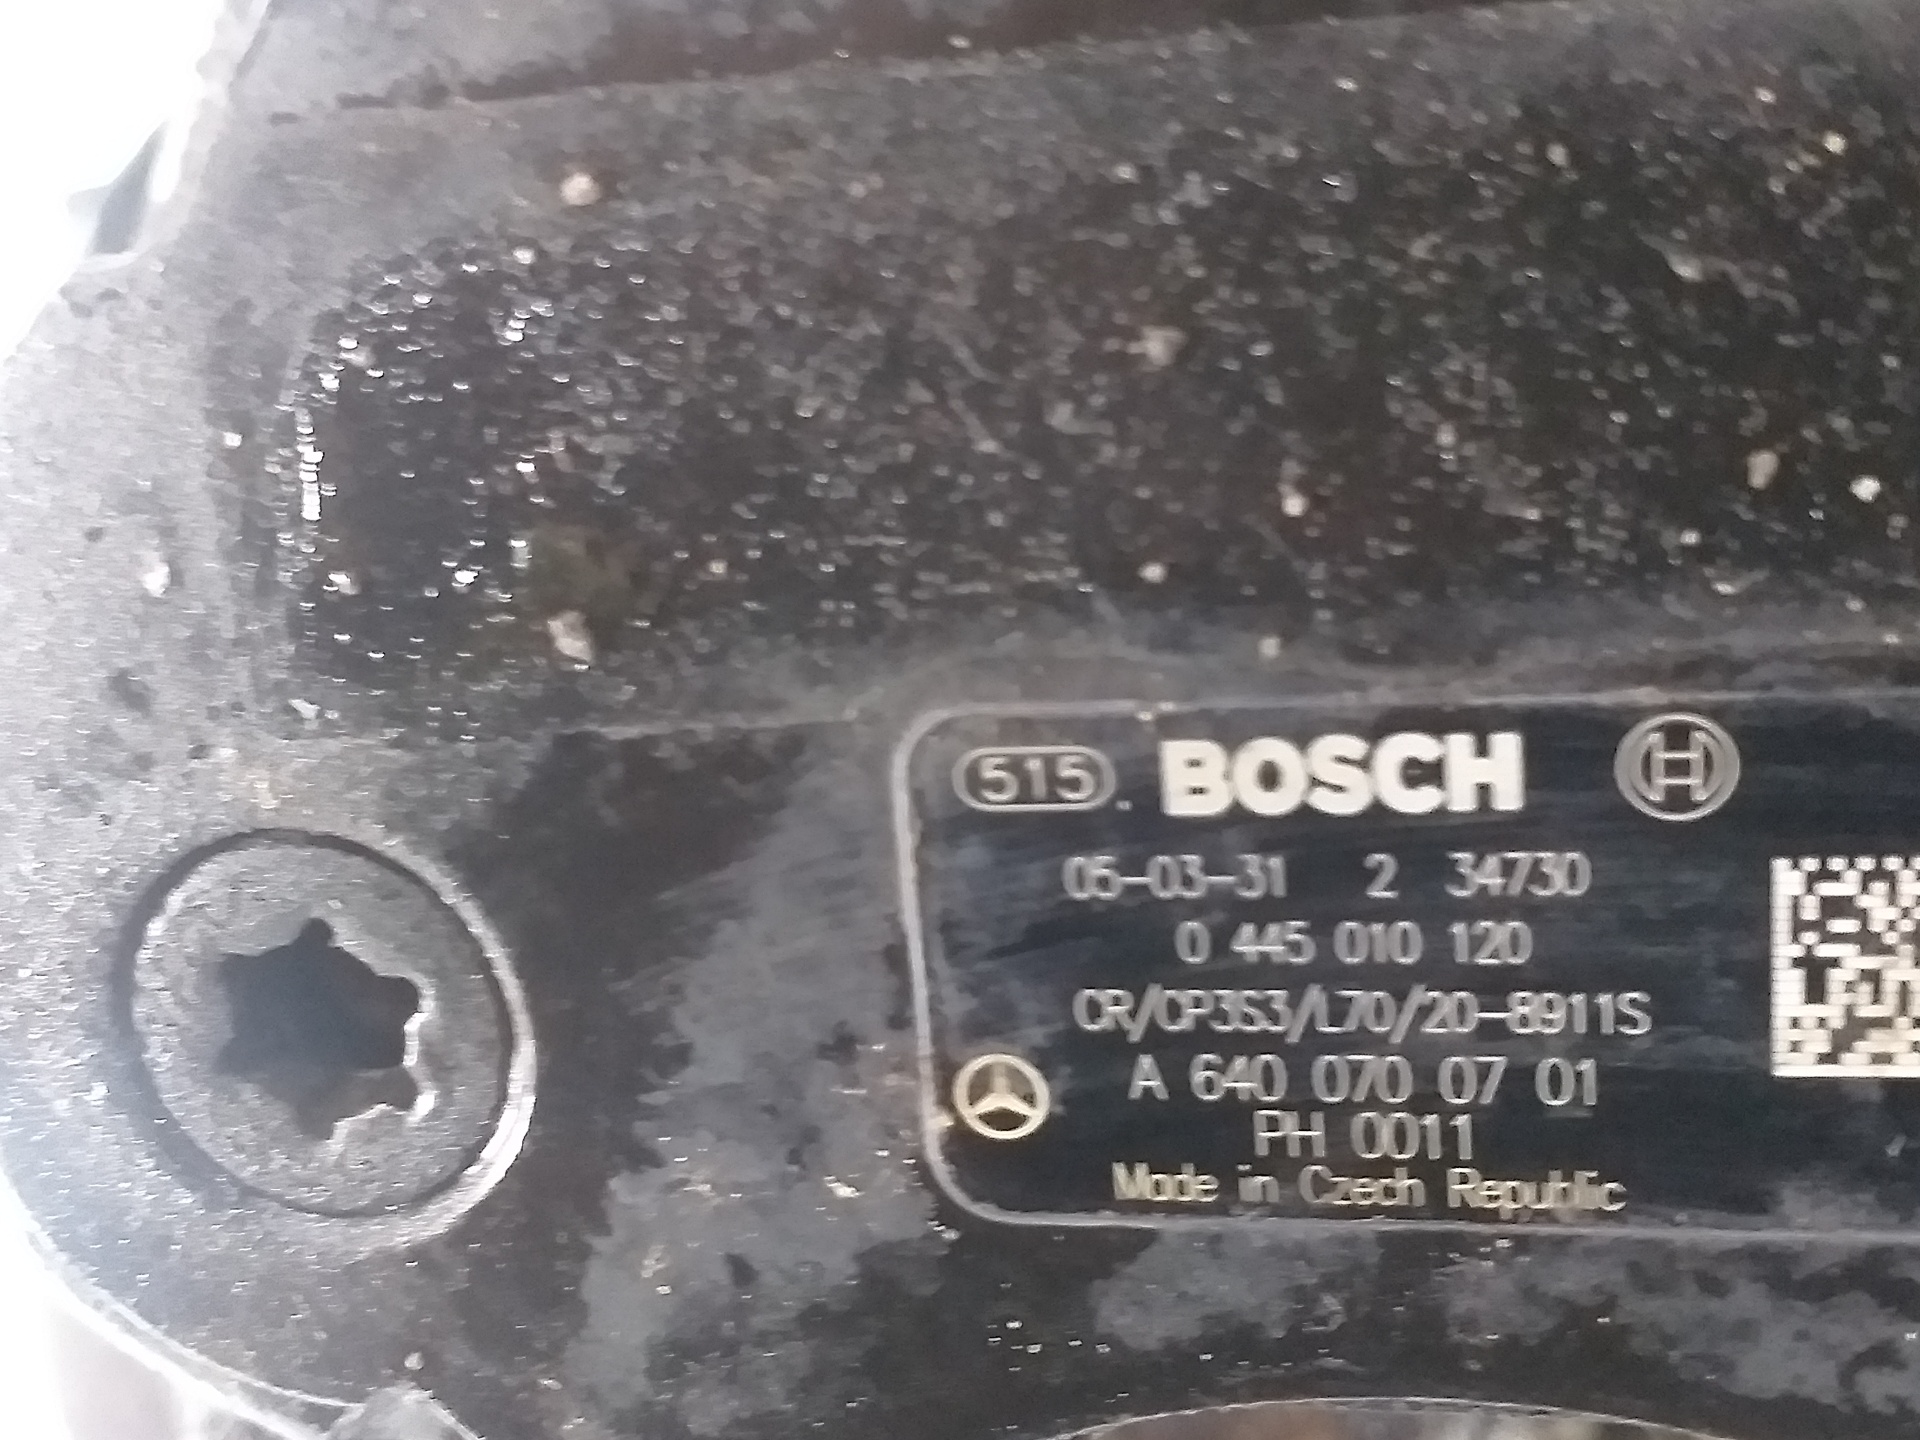 515 BOSCH
05-03-31 2 34730
0 445 010 120
CR/CP3S3/L70/20-8911S
A 640 070 07 01
PH 0011
Made in Czech Republic